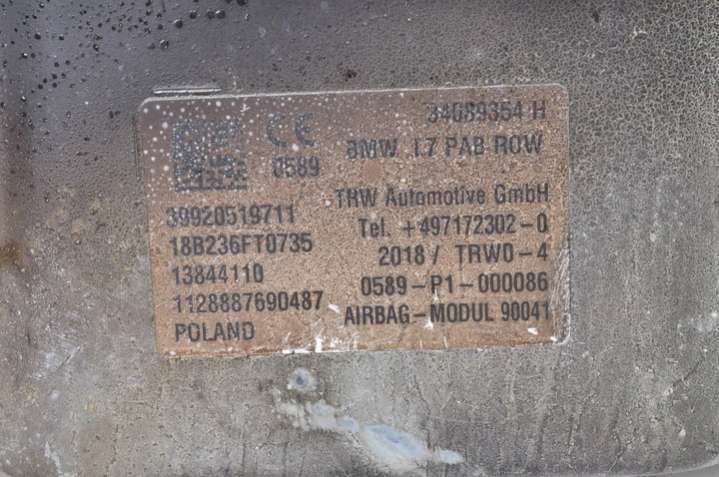 34089354 H
CE 0589
BMW L7 PAB ROW
TRW Automotive GmbH
39920519711
Tel. +497172302-0
18B236FT0735
2018/ TRW0-4
13844110
0589-P1-000086
1128887690487
AIRBAG-MODUL 90041
POLAND